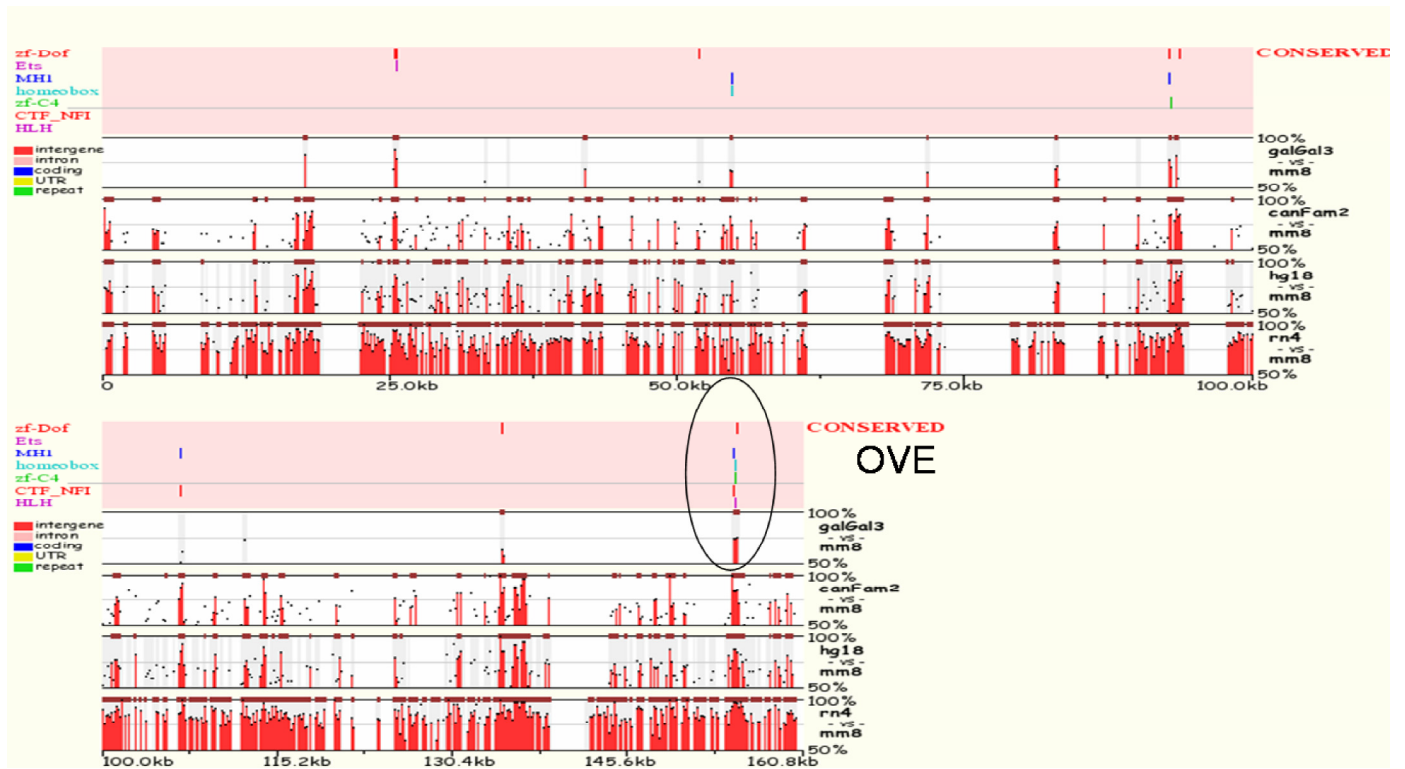 zf-Dof CONSERVED
Ets
MH1
homeobox
zf-C4
CTF_NFI
HLH
100%
intergene galGal3
intron - vs -
coding mm8
UTR
repeat 50%
100%
canFam2
- vs -
mm8
50%
100%
hg18
- vs -
mm8
50%
100%
rn4
- vs -
mm8
50%
0 25.0kb 50.0kb 75.0kb 100.0kb
zf-Dof CONSERVED
Ets
MH1 OVE
homeobox
zf-C4
CTF_NFI
HLH
100%
intergene galGal3
intron - vs -
coding mm8
UTR
repeat 50%
100%
canFam2
- vs -
mm8
50%
100%
hg18
- vs -
mm8
50%
100%
rn4
- vs -
mm8
50%
100.0kb 115.2kb 130.4kb 145.6kb 160.8kb